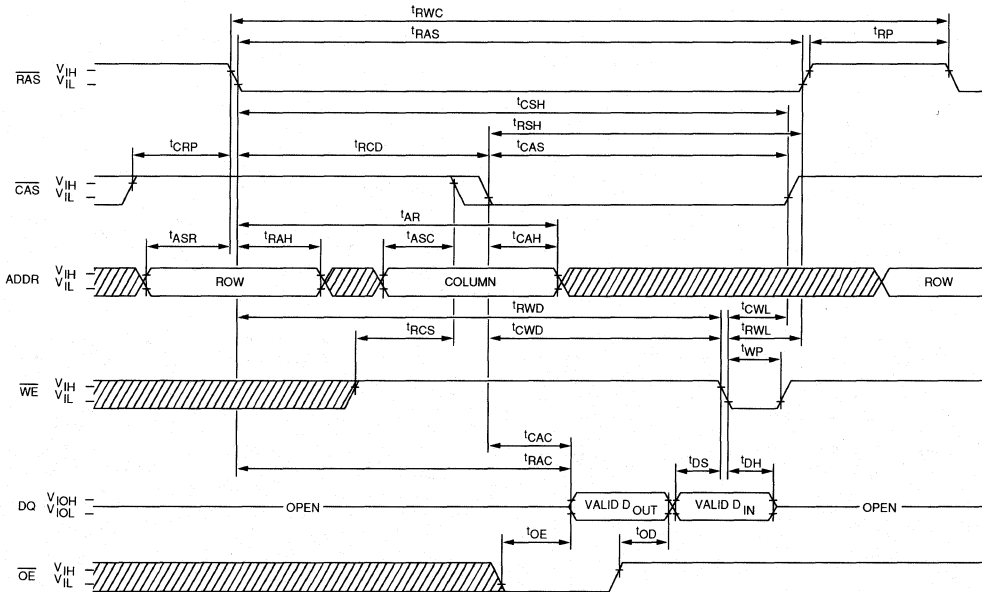 tRWC
tRAS
tRP
RAS
VIH
VIL
tCSH
tRSH
tCRP
tRCD
tCAS
CAS
VIH
VIL
tAR
tASR
tRAH
tASC
tCAH
ADDR
VIH
VIL
ROW
COLUMN
ROW
tRWD
tCWL
tRCS
tCWD
tRWL
tWP
WE
VIH
VIL
tCAC
tRAC
tDS
tDH
DQ
VIOH
VIOL
OPEN
VALID DOUT
VALID DIN
OPEN
tOE
tOD
OE
VIH
VIL